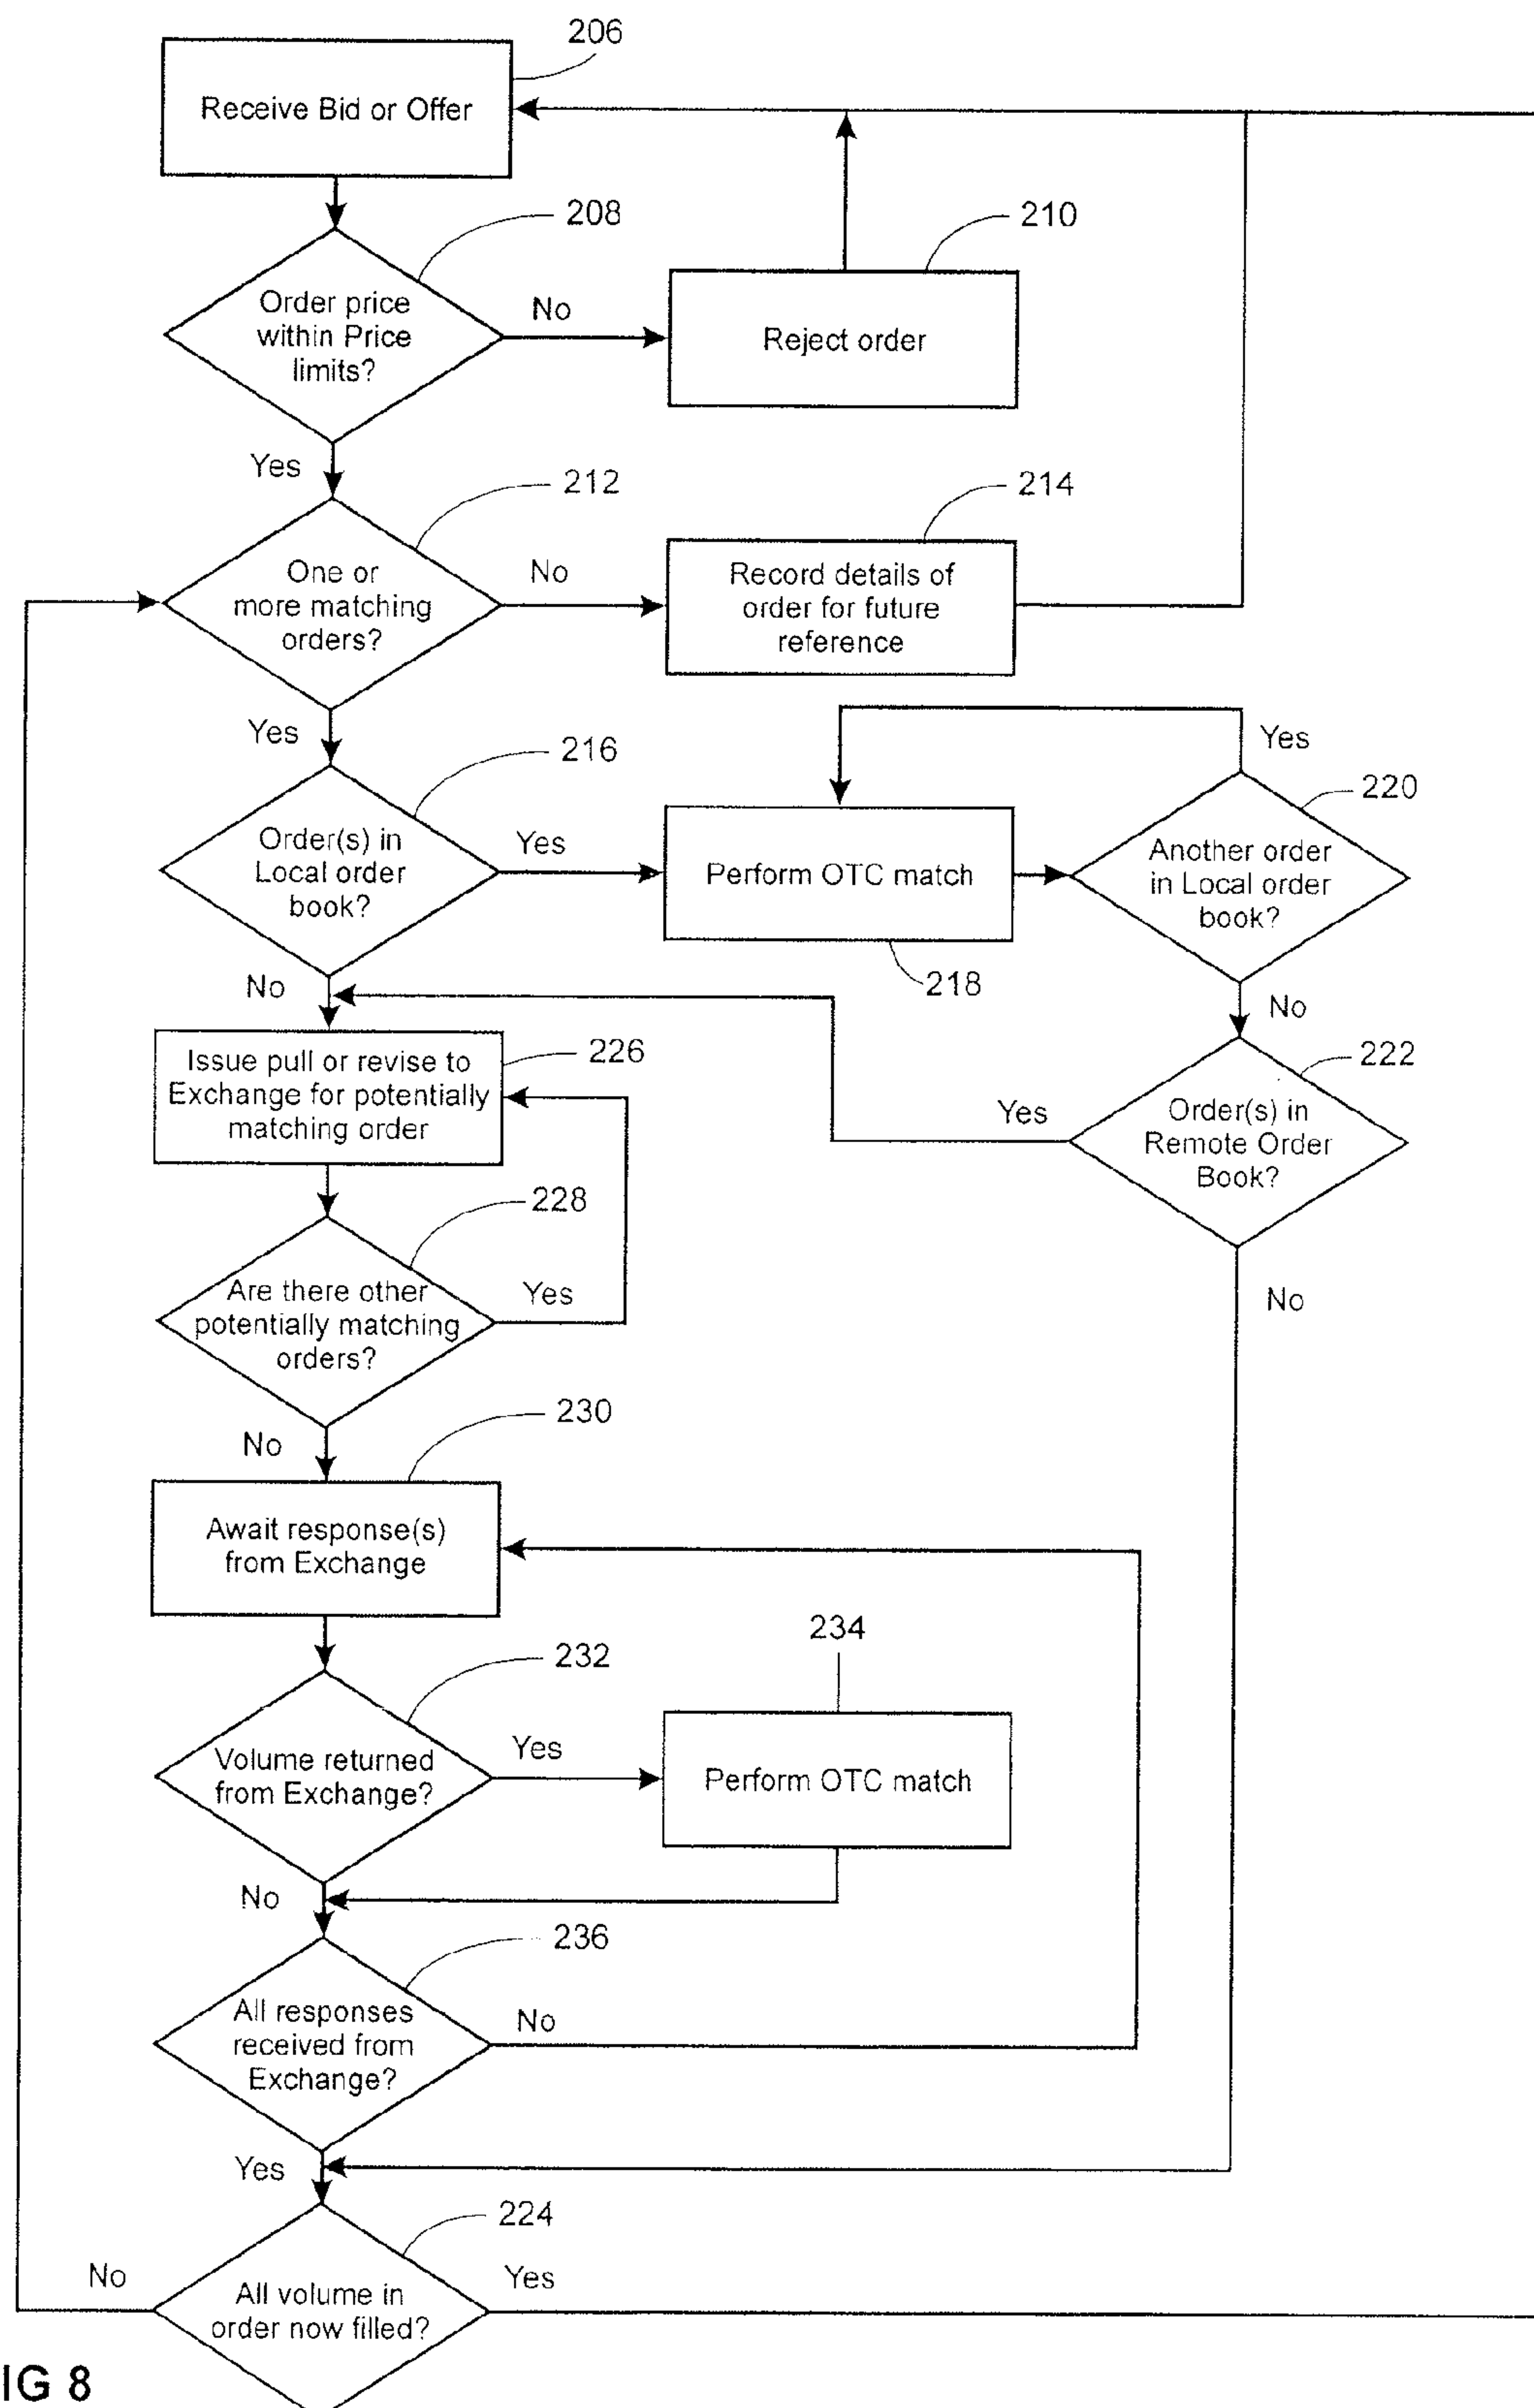 206
Receive Bid or Offer
208
210
Order price
within Price
limits?
No
Reject order
Yes
212
214
One or
more matching
orders?
No
Record details of
order for future
reference
Yes
216
Yes
220
Order(s) in
Local order
book?
Yes
Perform OTC match
Another order
in Local order
book?
No
218
No
226
222
Issue pull or revise to
Exchange for potentially
matching order
Yes
Order(s) in
Remote Order
Book?
228
No
Are there other
potentially matching
orders?
Yes
230
No
Await response(s)
from Exchange
234
232
Volume returned
from Exchange?
Yes
Perform OTC match
No
236
All responses
received from
Exchange?
No
Yes
224
No
Yes
All volume in
order now filled?
IG 8